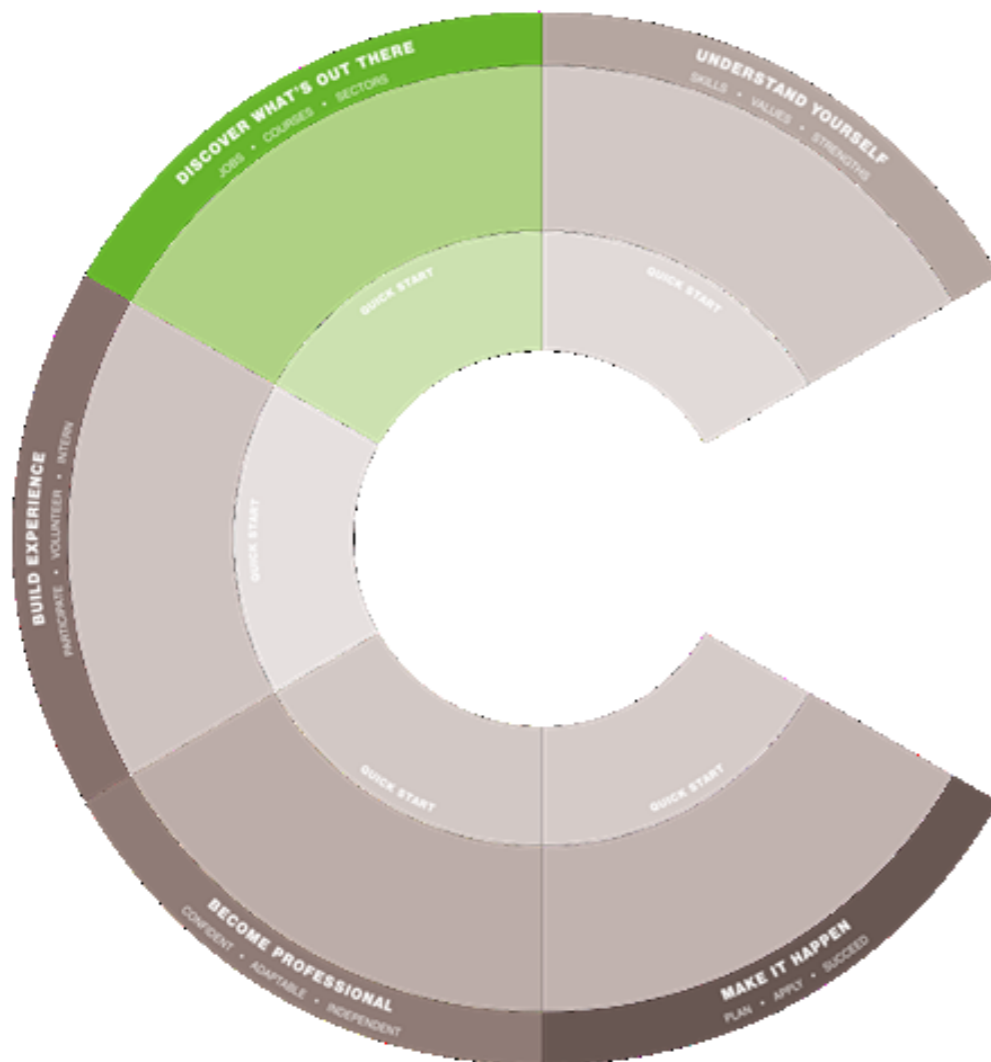 DISCOVER WHAT'S OUT THERE
JOBS • COURSES • SECTORS
QUICK START
UNDERSTAND YOURSELF
SKILLS • VALUES • STRENGTHS
QUICK START
BUILD EXPERIENCE
PARTICIPATE • VOLUNTEER • INTERN
QUICK START
BECOME PROFESSIONAL
CONFIDENT • ADAPTABLE • INDEPENDENT
QUICK START
MAKE IT HAPPEN
PLAN • APPLY • SUCCEED
QUICK START